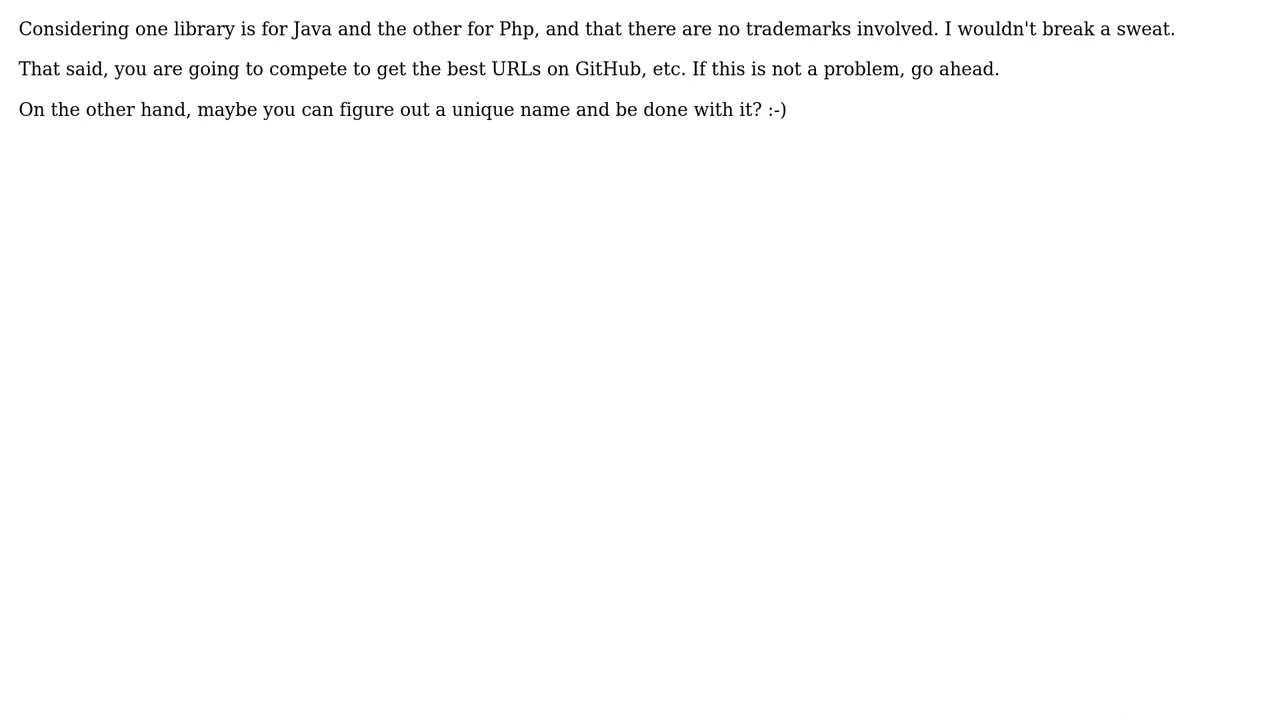 Considering one library is for Java and the other for Php, and that there are no trademarks involved. I wouldn't break a sweat.
That said, you are going to compete to get the best URLs on GitHub, etc. If this is not a problem, go ahead.
On the other hand, maybe you can figure out a unique name and be done with it? :-)